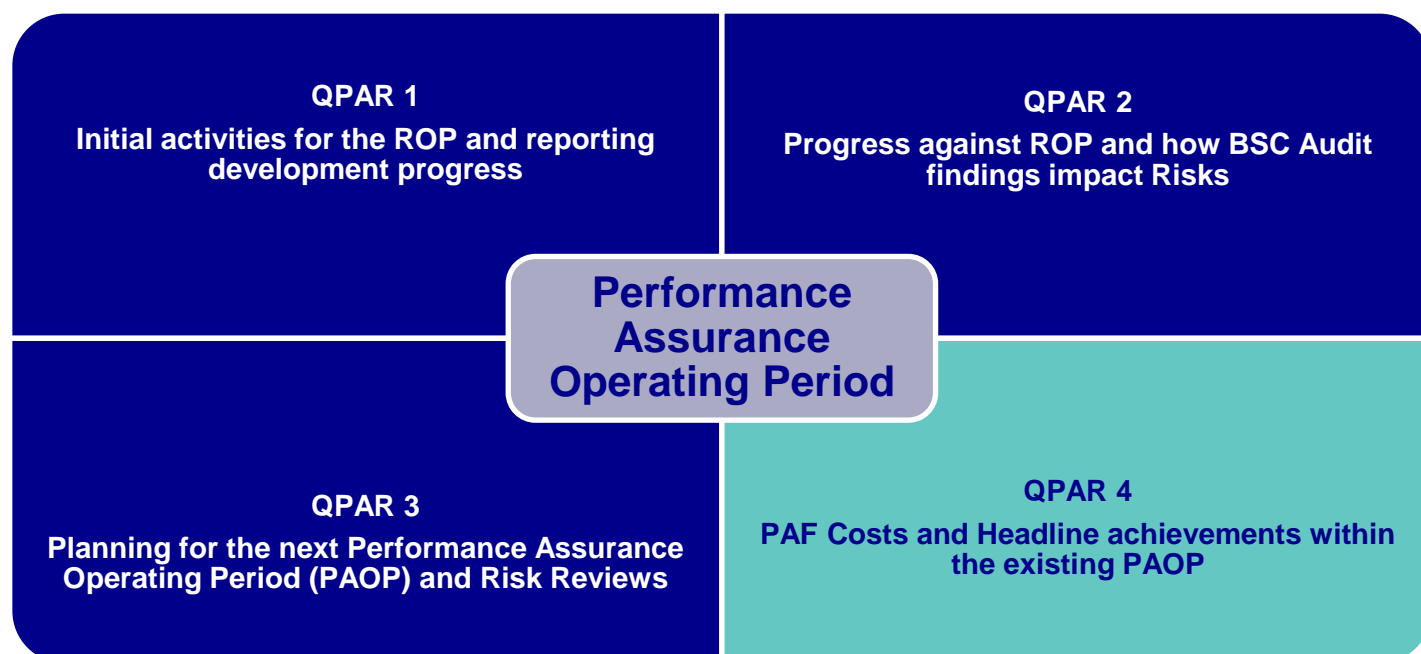 QPAR 1
Initial activities for the ROP and reporting
development progress
QPAR 2
Progress against ROP and how BSC Audit
findings impact Risks
Performance
Assurance
Operating Period
QPAR 3
Planning for the next Performance Assurance
Operating Period (PAOP) and Risk Reviews
QPAR 4
PAF Costs and Headline achievements within
the existing PAOP